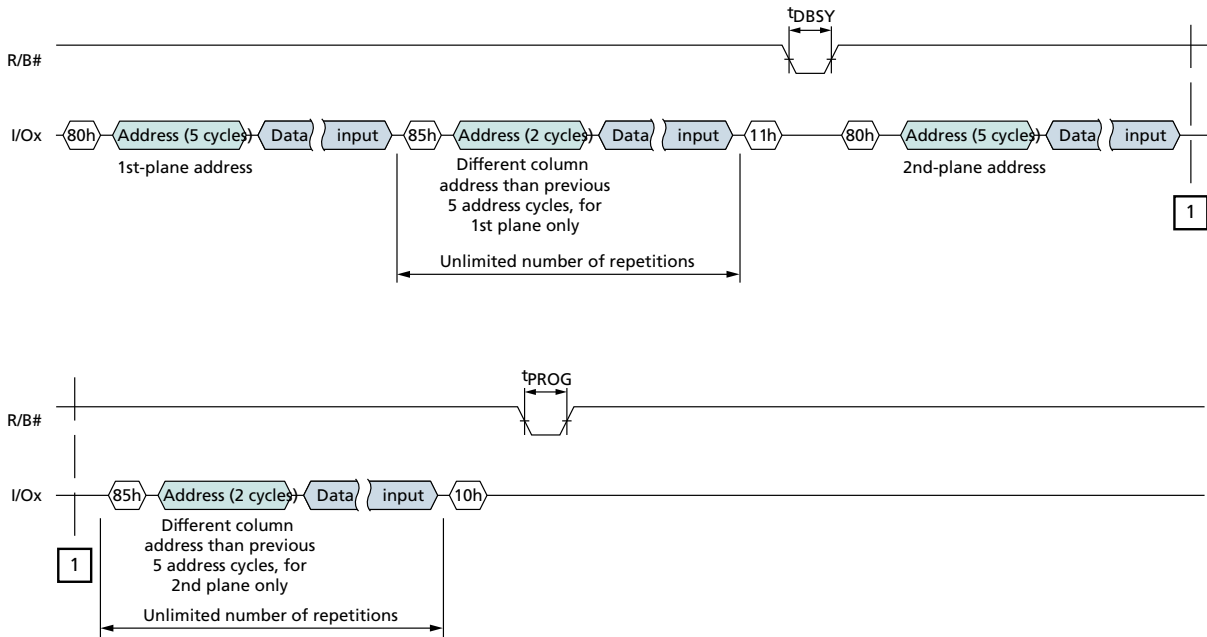 tDBSY
R/B#
I/Ox 80h Address (5 cycles) Data input 85h Address (2 cycles) Data input 11h 80h Address (5 cycles) Data input
1st-plane address
Different column
address than previous
5 address cycles, for
1st plane only
2nd-plane address
1
Unlimited number of repetitions
tPROG
R/B#
I/Ox 85h Address (2 cycles) Data input 10h
Different column
address than previous
5 address cycles, for
2nd plane only
1
Unlimited number of repetitions